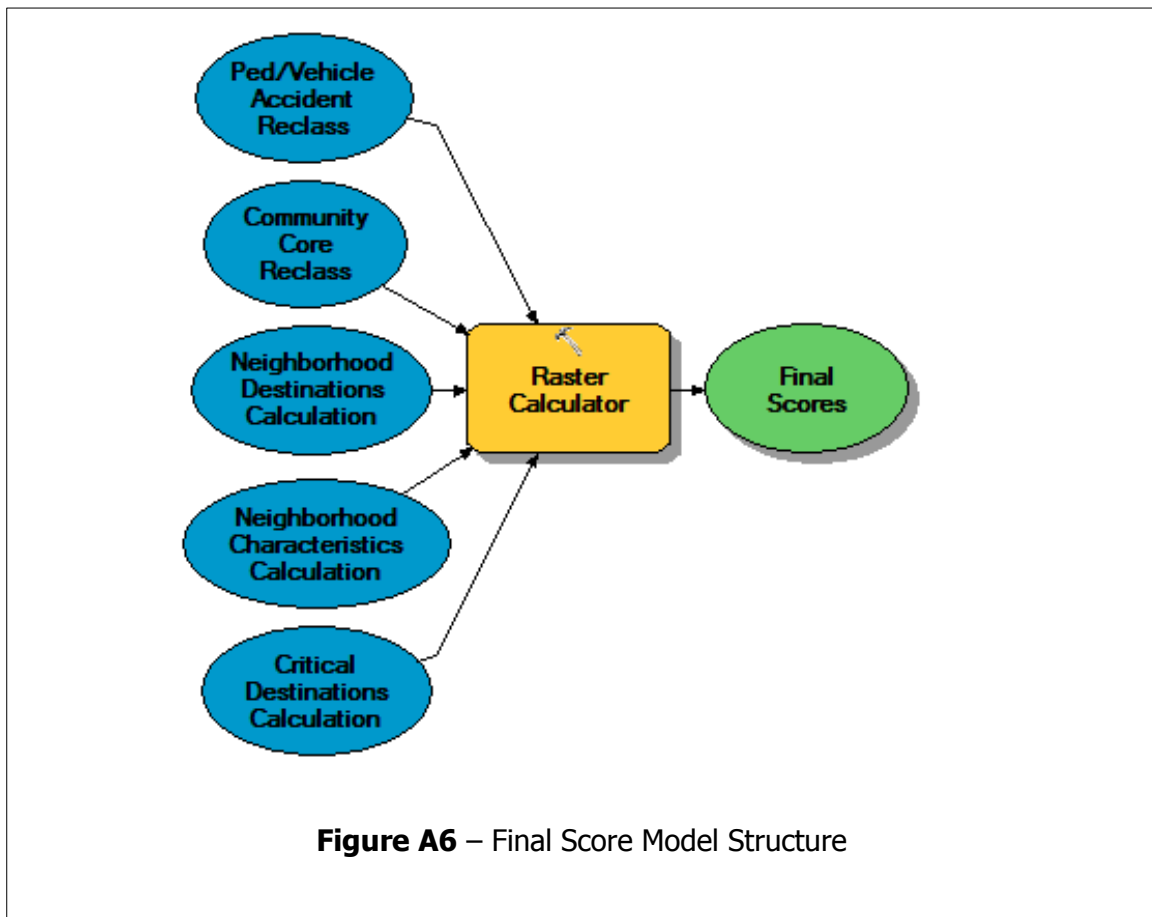 Ped/Vehicle
Accident
Reclass
Community
Core
Reclass
Neighborhood
Destinations
Calculation
Neighborhood
Characteristics
Calculation
Critical
Destinations
Calculation
Raster
Calculator
Final
Scores
Figure A6 – Final Score Model Structure